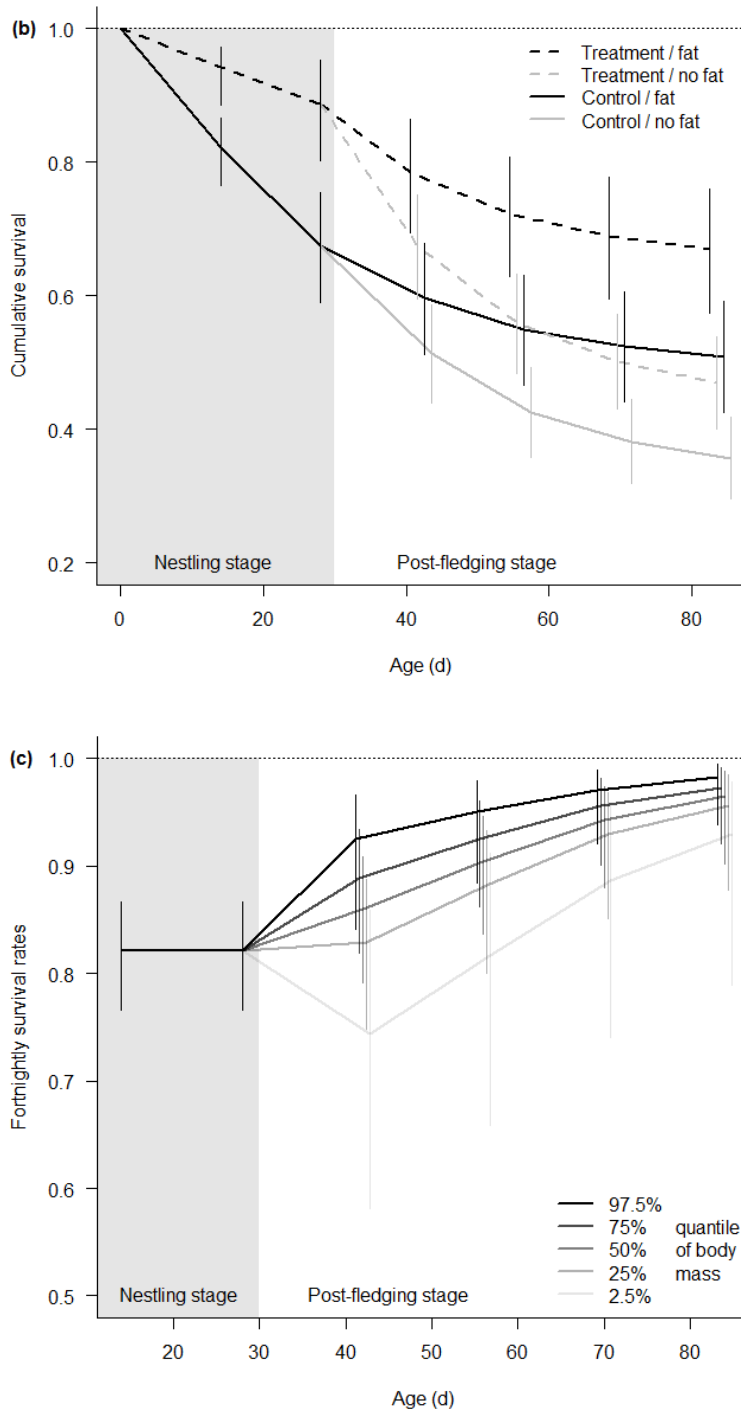 (b)
1.0
0.8
0.6
0.4
0.2
Cumulative survival
Treatment / fat
Treatment / no fat
Control / fat
Control / no fat
Nestling stage
Post-fledging stage
0
20
40
60
80
Age (d)
(c)
1.0
0.9
0.8
0.7
0.6
0.5
Fortnightly survival rates
97.5%
75% quantile
50% of body
25% mass
2.5%
Nestling stage
Post-fledging stage
20
30
40
50
60
70
80
Age (d)